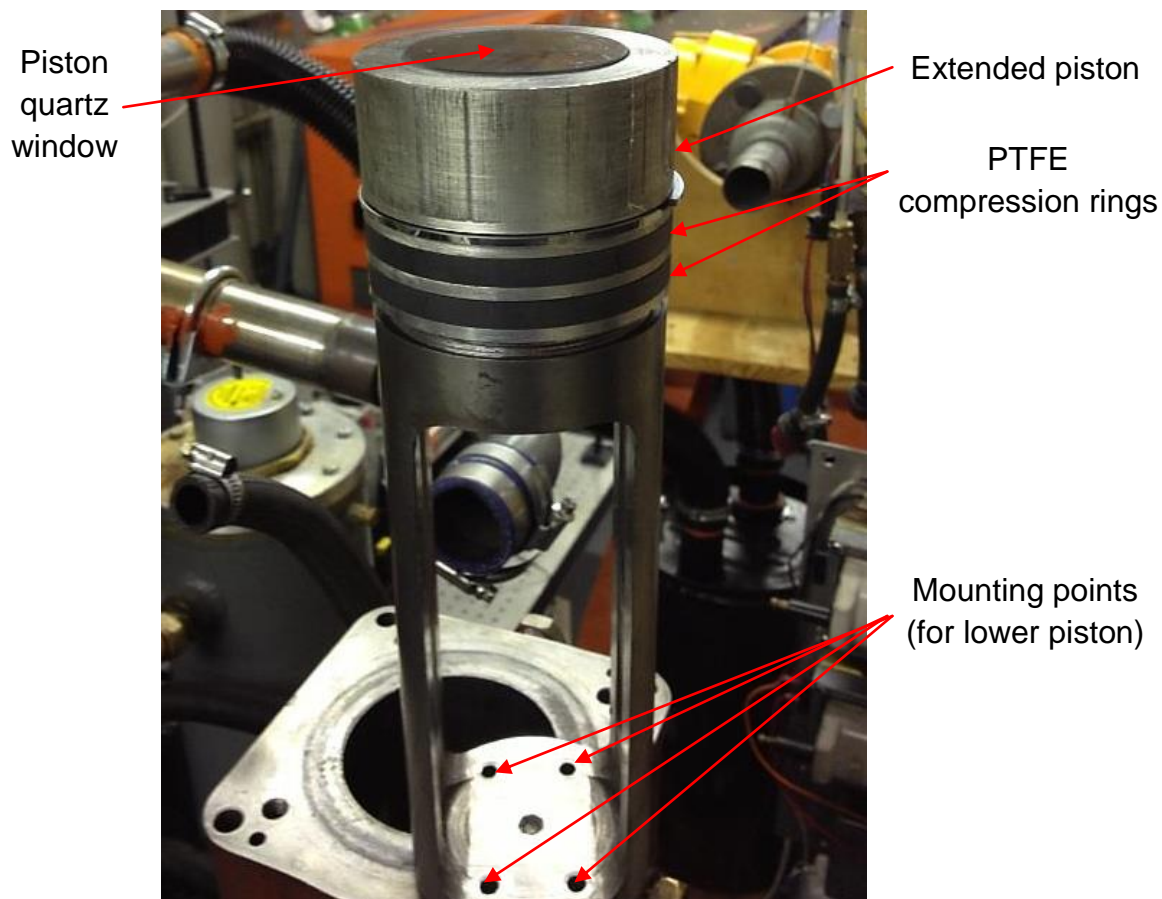 Piston
quartz
window
Extended piston
PTFE
compression rings
Mounting points
(for lower piston)